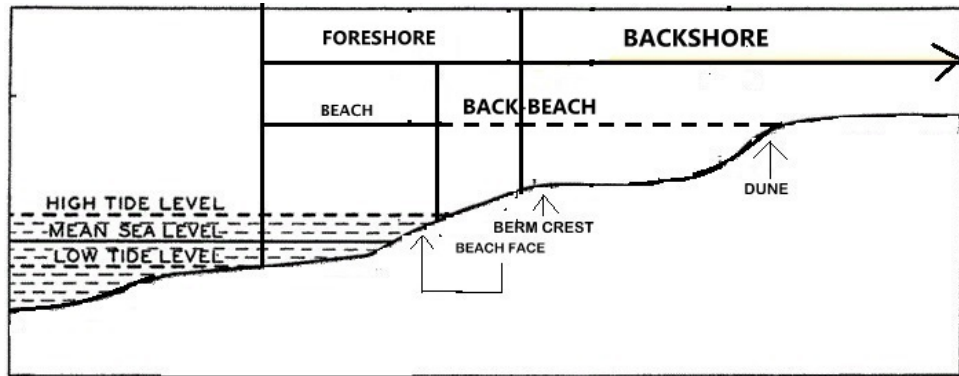 FORESHORE
BACKSHORE
BEACH
BACK-BEACH
HIGH TIDE LEVEL
MEAN SEA LEVEL
LOW TIDE LEVEL
DUNE
BERM CREST
BEACH FACE